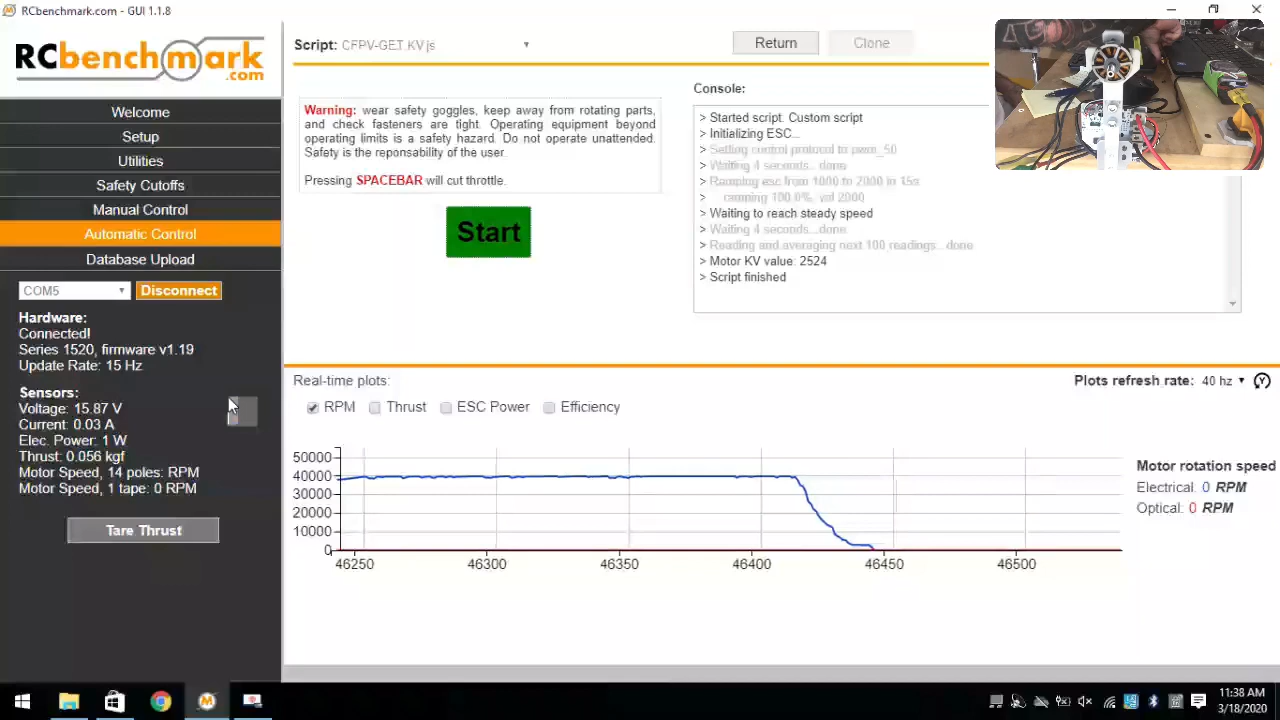 RCbenchmark.com - GUI 1.1.8
RCbenchmark
.com
Script: CFPV-GET KV.js
Return
Clone
Welcome
Setup
Utilities
Safety Cutoffs
Manual Control
Automatic Control
Database Upload
COM5
Disconnect
Hardware:
Connected!
Series 1520, firmware v1.19
Update Rate: 15 Hz
Sensors:
Voltage: 15.87 V
Current: 0.03 A
Elec. Power: 1 W
Thrust: 0.056 kgf
Motor Speed, 14 poles: RPM
Motor Speed, 1 tape: 0 RPM
Tare Thrust
Warning: wear safety goggles, keep away from rotating parts,
and check fasteners are tight. Operating equipment beyond
operating limits is a safety hazard. Do not operate unattended.
Safety is the reponsability of the user.
Pressing SPACEBAR will cut throttle.
Start
Console:
> Started script. Custom script
> Initializing ESC...
> Setting control protocol to pwm_50
> Waiting 4 seconds...done
> Ramping esc from 1000 to 2000 in 15s
> ramping 100.0%, val 2000
> Waiting to reach steady speed
> Waiting 4 seconds...done
> Reading and averaging next 100 readings...done
> Motor KV value: 2524
> Script finished
Real-time plots:
Plots refresh rate: 40 hz
RPM
Thrust
ESC Power
Efficiency
50000
40000
30000
20000
10000
0
46250
46300
46350
46400
46450
46500
Motor rotation speed
Electrical: 0 RPM
Optical: 0 RPM
11:38 AM
3/18/2020